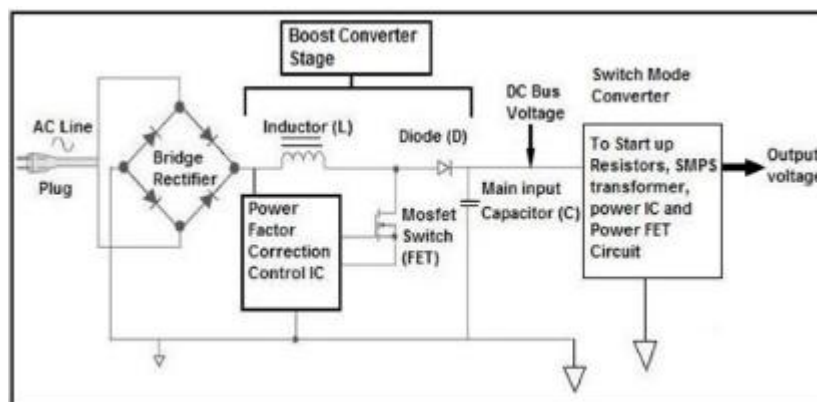 Boost Converter
Stage
AC Line
Plug
Bridge
Rectifier
Inductor (L)
Diode (D)
DC Bus
Voltage
Switch Mode
Converter
Power
Factor
Correction
Control IC
Mosfet
Switch
(FET)
Main input
Capacitor (C)
To Start up
Resistors, SMPS
transformer,
power IC and
Power FET
Circuit
Output
voltage